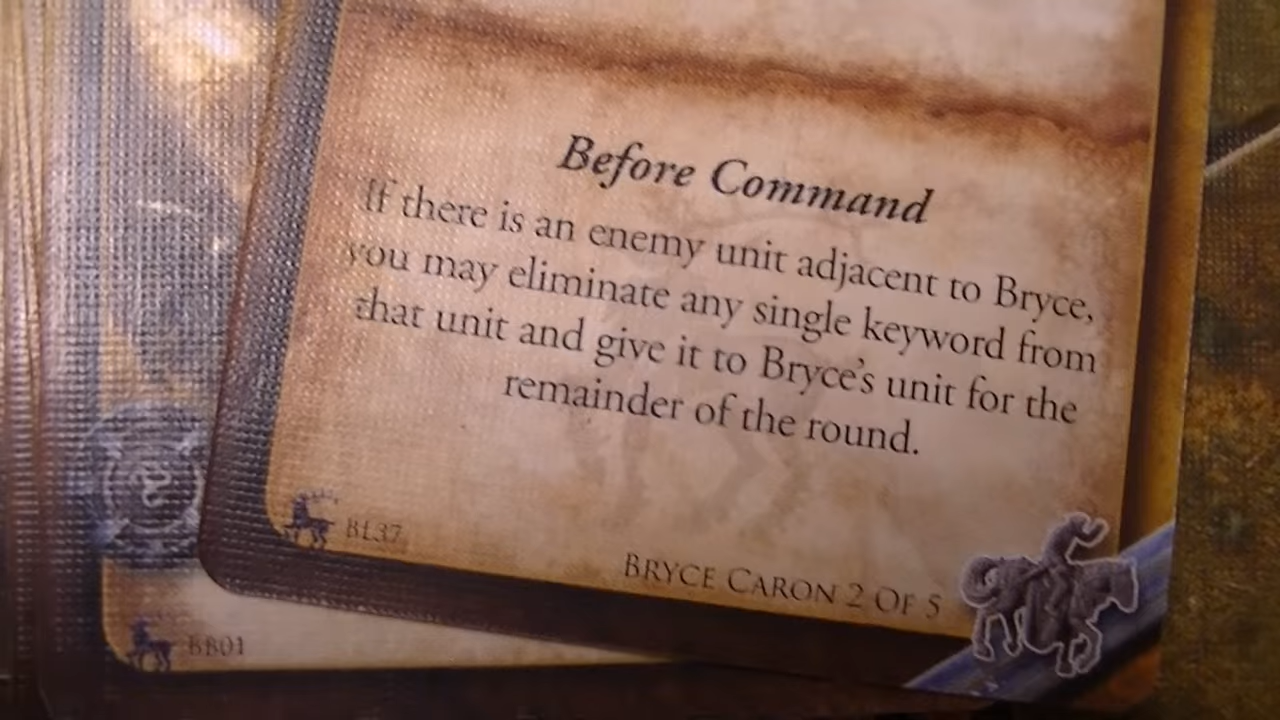 Before Command
If there is an enemy unit adjacent to Bryce,
you may eliminate any single keyword from
that unit and give it to Bryce's unit for the
remainder of the round.
BL37
BRYCE CARON 2 OF 5
BB01